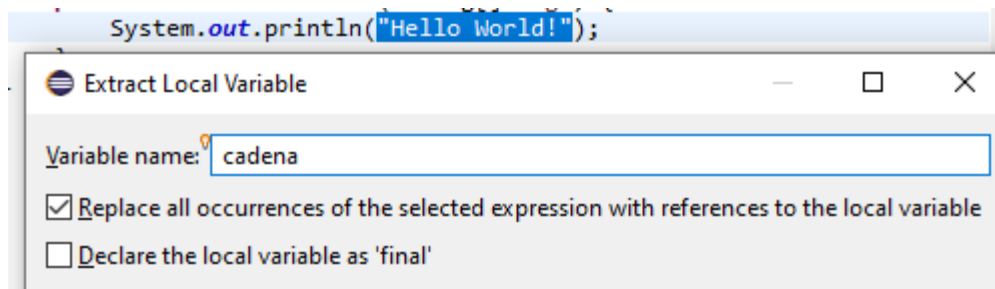 System.out.println("Hello World!");
Extract Local Variable
Variable name: cadena
Replace all occurrences of the selected expression with references to the local variable
Declare the local variable as 'final'